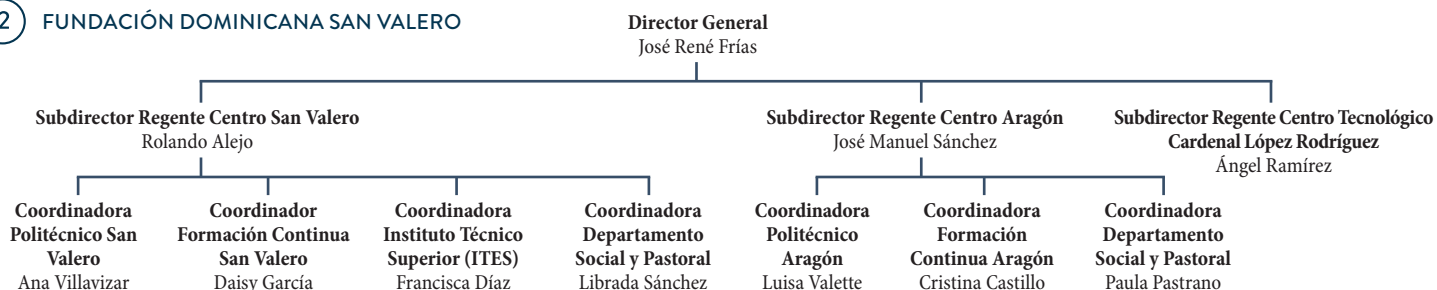 2 FUNDACIÓN DOMINICANA SAN VALERO
Director General
José René Frías
Subdirector Regente Centro San Valero
Rolando Alejo
Subdirector Regente Centro Aragón
José Manuel Sánchez
Subdirector Regente Centro Tecnológico
Cardenal López Rodríguez
Ángel Ramírez
Coordinadora
Politécnico San
Valero
Ana Villavizar
Coordinador
Formación Continua
San Valero
Daisy García
Coordinadora
Instituto Técnico
Superior (ITES)
Francisca Díaz
Coordinadora
Departamento
Social y Pastoral
Librada Sánchez
Coordinadora
Politécnico
Aragón
Luisa Valette
Coordinadora
Formación
Continua Aragón
Cristina Castillo
Coordinadora
Departamento
Social y Pastoral
Paula Pastrano